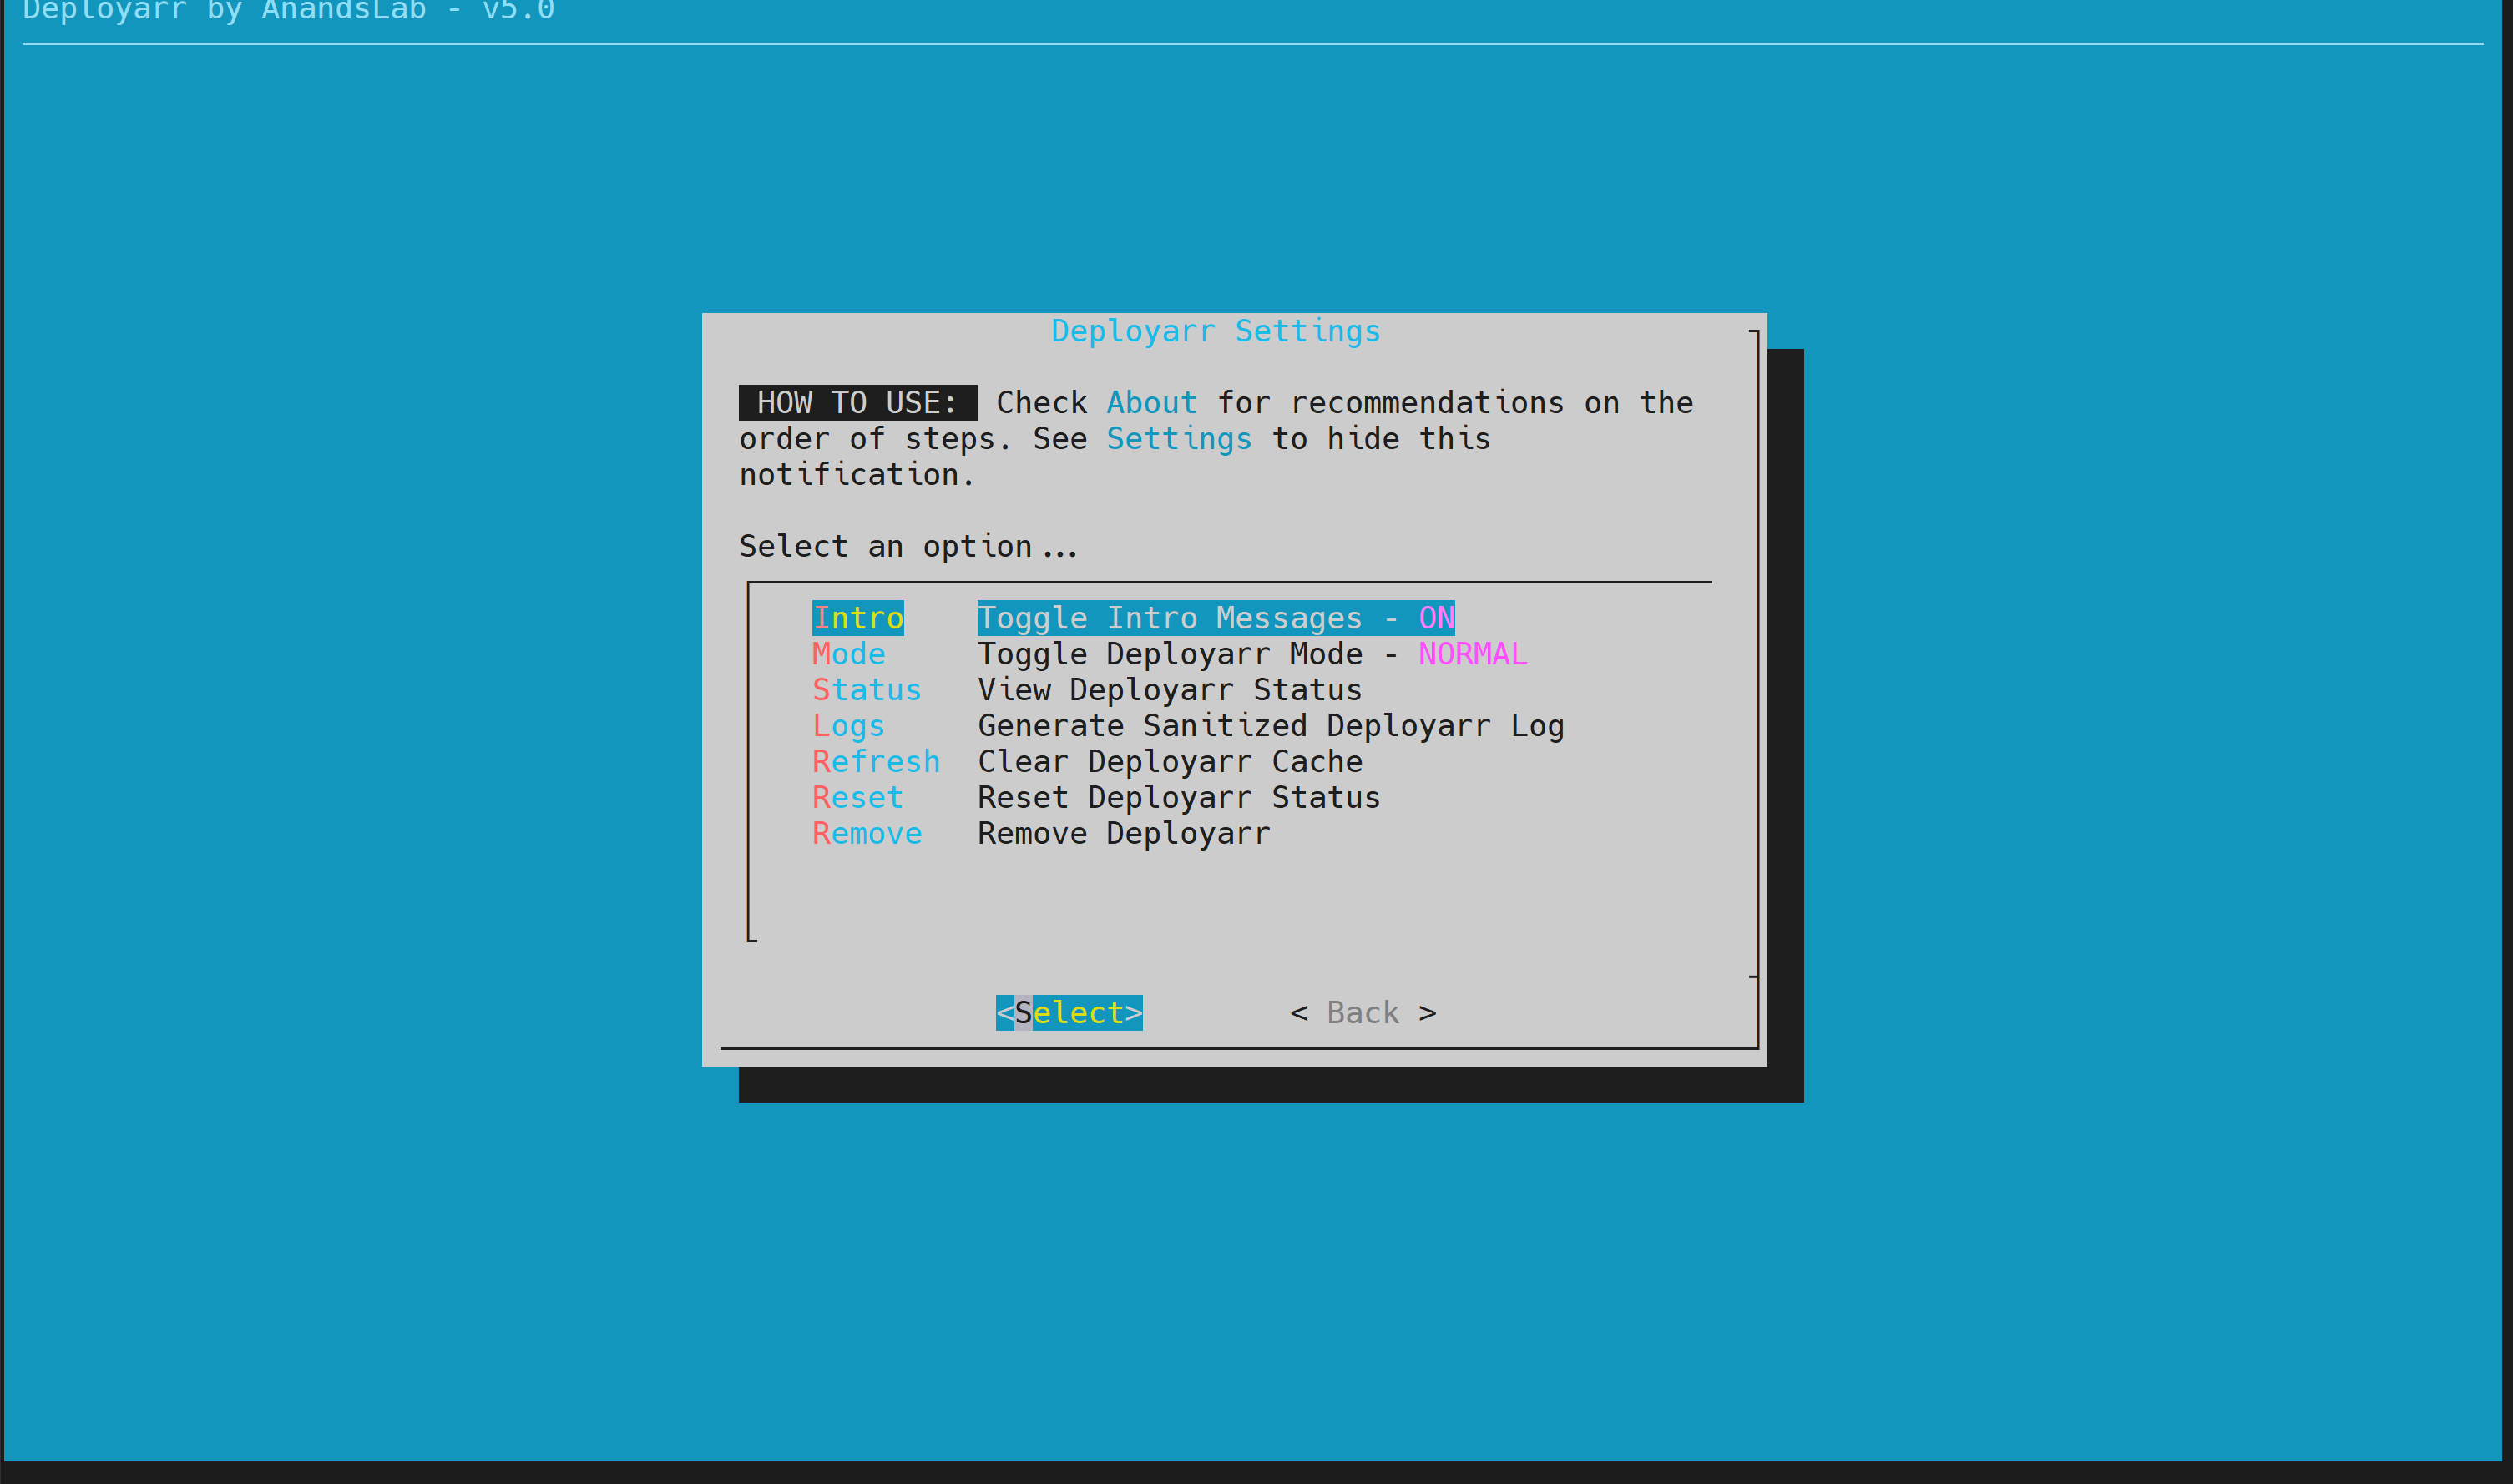 Deployarr by AnandsLab - v5.0
Deployarr Settings
HOW TO USE: Check About for recommendations on the
order of steps. See Settings to hide this
notification.
Select an option...
Intro Toggle Intro Messages - ON
Mode Toggle Deployarr Mode - NORMAL
Status View Deployarr Status
Logs Generate Sanitized Deployarr Log
Refresh Clear Deployarr Cache
Reset Reset Deployarr Status
Remove Remove Deployarr
<Select> < Back >